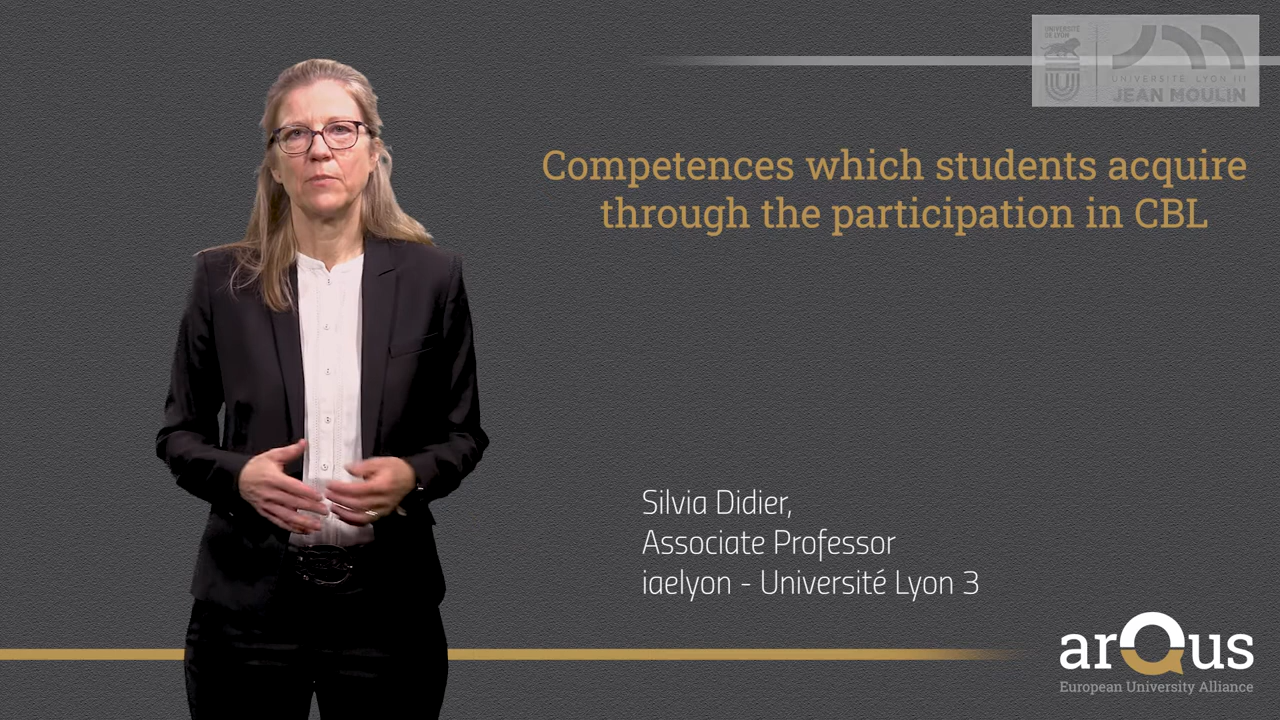 UNIVERSITÉ
DE LYON
UNIVERSITÉ LYON III
JEAN MOULIN
Competences which students acquire
through the participation in CBL
Silvia Didier,
Associate Professor
iaelyon - Université Lyon 3
arQus
European University Alliance